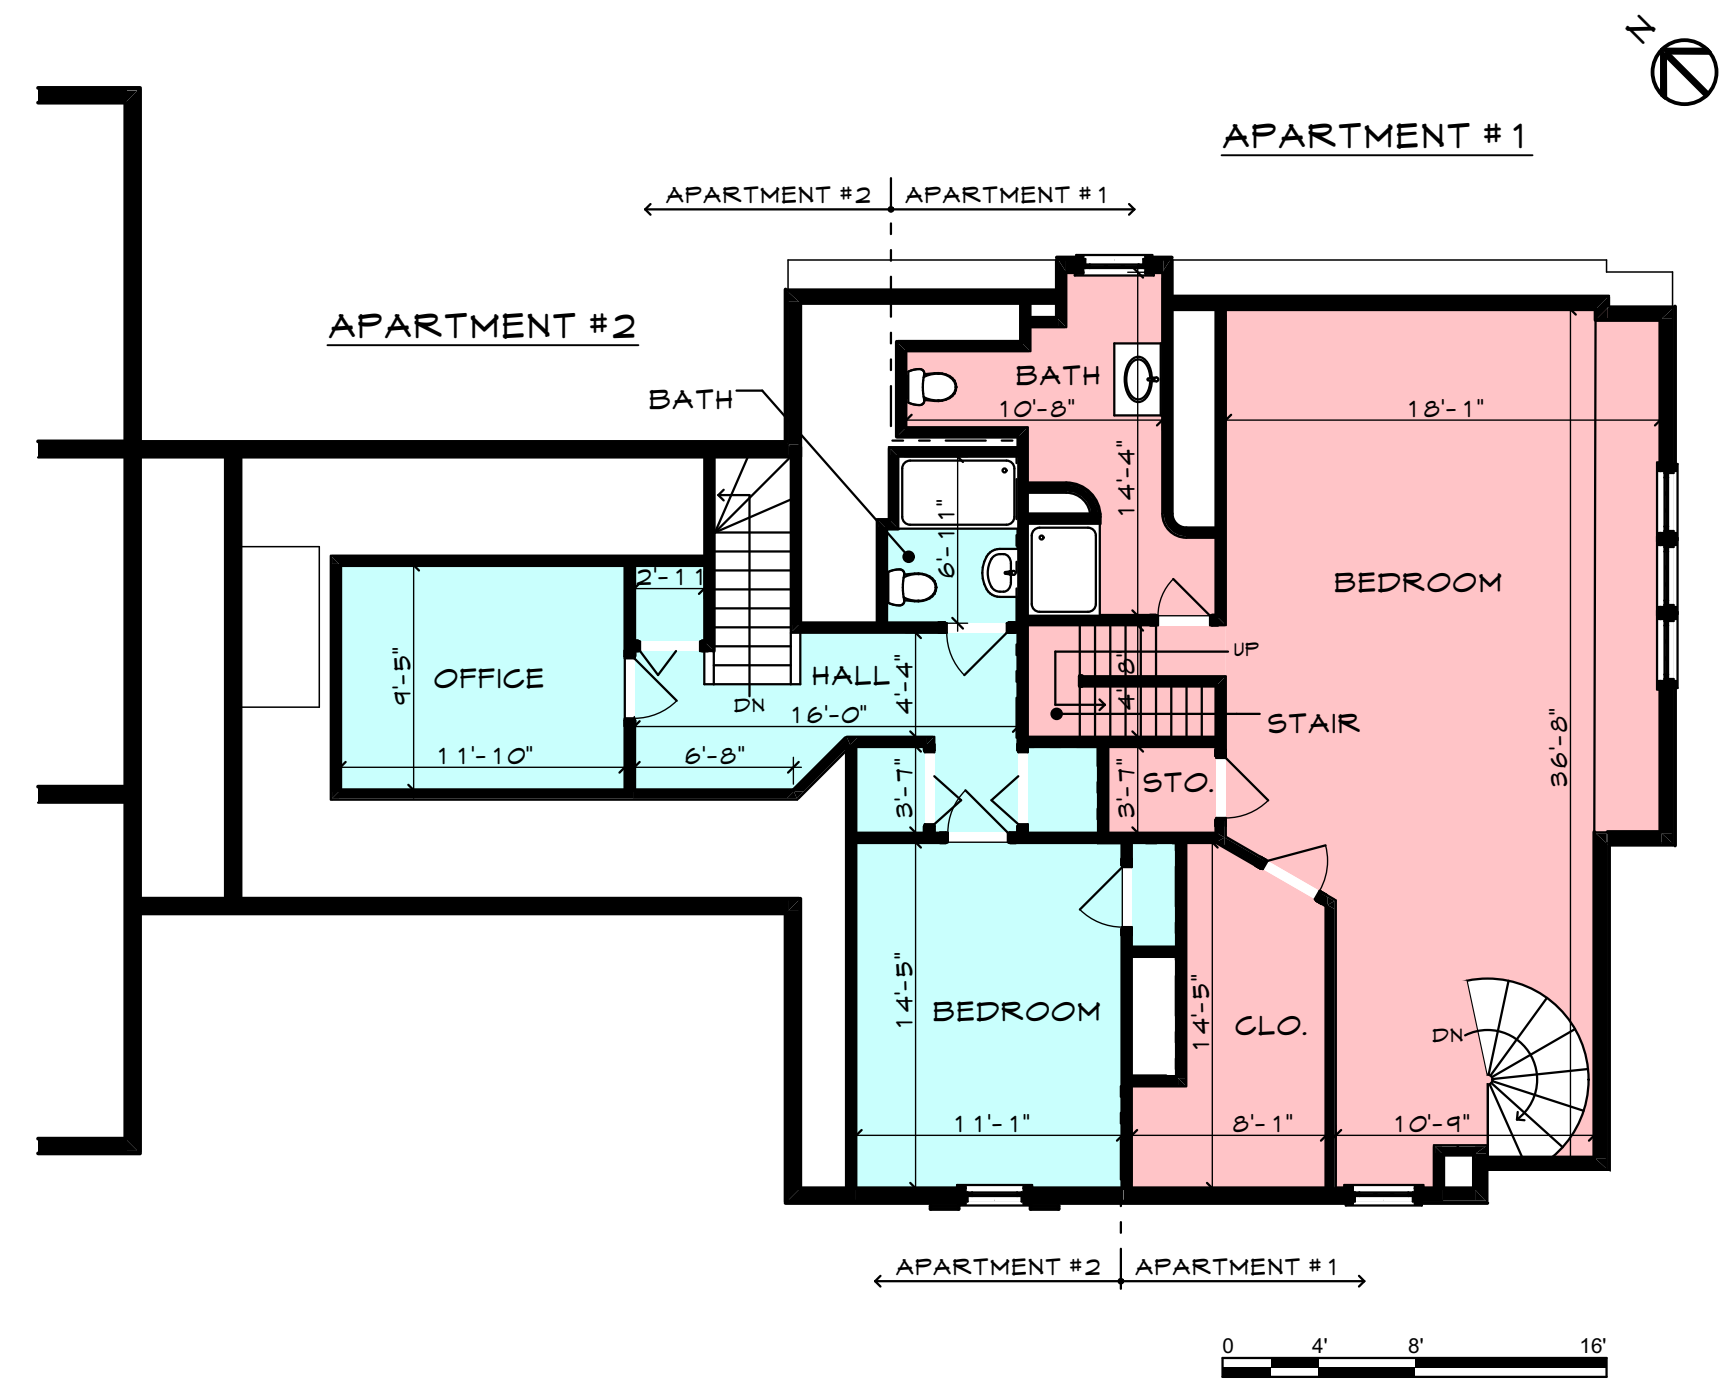 N
APARTMENT #1
APARTMENT #2
APARTMENT #1
APARTMENT #2
BATH
BATH
10'-8"
18'-1"
14'-4"
6'-11"
2'-11
BEDROOM
9'-5"
OFFICE
HALL
4'-4"
4'-8"
UP
DN
16'-0"
STAIR
11'-10"
6'-8"
3'-7"
3'-7"
STO.
36'-8"
14'-5"
BEDROOM
14'-5"
CLO.
DN
11'-1"
8'-1"
10'-9"
APARTMENT #2
APARTMENT #1
0 4' 8' 16'